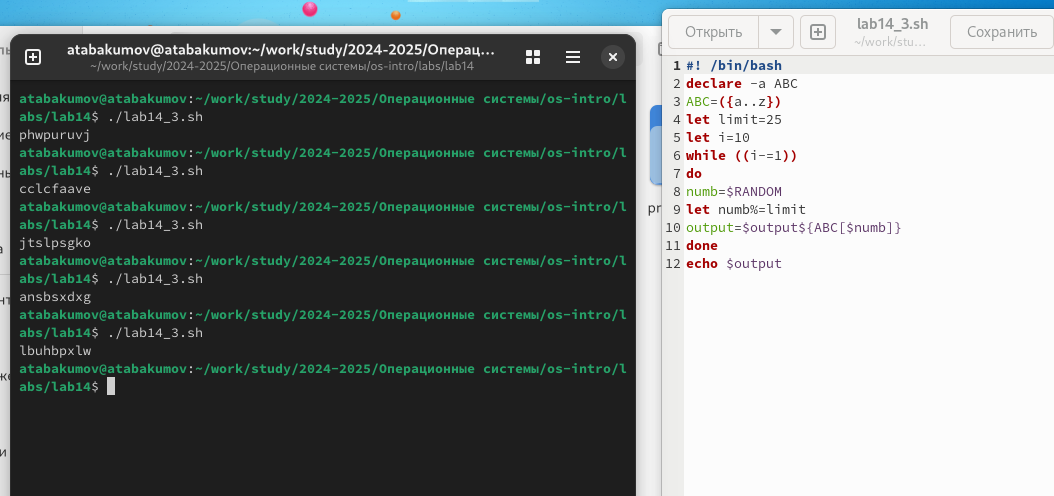 atabakumov@atabakumov:~/work/study/2024-2025/Операц...
~/work/study/2024-2025/Операционные системы/os-intro/labs/lab14
atabakumov@atabakumov:~/work/study/2024-2025/Операционные системы/os-intro/l
abs/lab14$ ./lab14_3.sh
phwpuruvj
atabakumov@atabakumov:~/work/study/2024-2025/Операционные системы/os-intro/l
abs/lab14$ ./lab14_3.sh
cclcfaave
atabakumov@atabakumov:~/work/study/2024-2025/Операционные системы/os-intro/l
abs/lab14$ ./lab14_3.sh
jtslpsgko
atabakumov@atabakumov:~/work/study/2024-2025/Операционные системы/os-intro/l
abs/lab14$ ./lab14_3.sh
ansbsxdxg
atabakumov@atabakumov:~/work/study/2024-2025/Операционные системы/os-intro/l
abs/lab14$ ./lab14_3.sh
lbuhbpxlw
atabakumov@atabakumov:~/work/study/2024-2025/Операционные системы/os-intro/l
abs/lab14$
Открыть
lab14_3.sh
~/work/stu...
Сохранить
1 #! /bin/bash
2 declare -a ABC
3 ABC=({a..z})
4 let limit=25
5 let i=10
6 while ((i-=1))
7 do
8 numb=$RANDOM
9 let numb%=limit
10 output=$output${ABC[$numb]}
11 done
12 echo $output